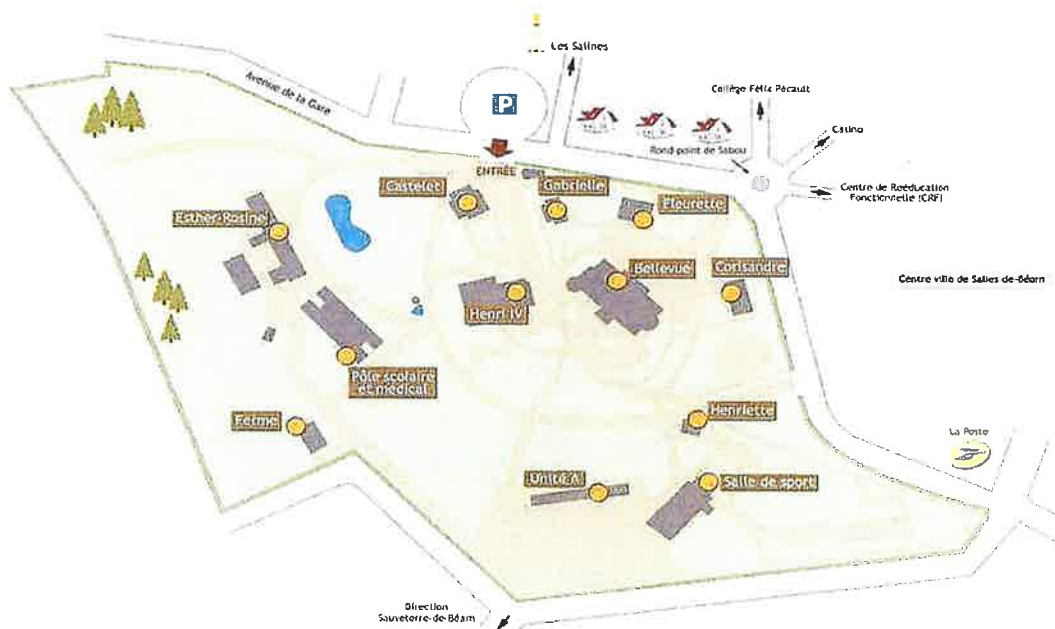 Les Salines
Avenue de la Gare
P
Collège Félix Pécault
Casino
Rond-point de Sabou
ENTRÉE
Castelet
Gabrielle
Fleurette
Centre de Rééducation
Fonctionnelle (CRF)
Esther-Rosine
Bellevue
Corisandre
Centre ville de Salies-de-Béarn
Henri IV
Pôle scolaire
et médical
Henriette
Ferme
La Poste
Unité A
Salle de sport
Direction
Sauveterre-de-Béarn